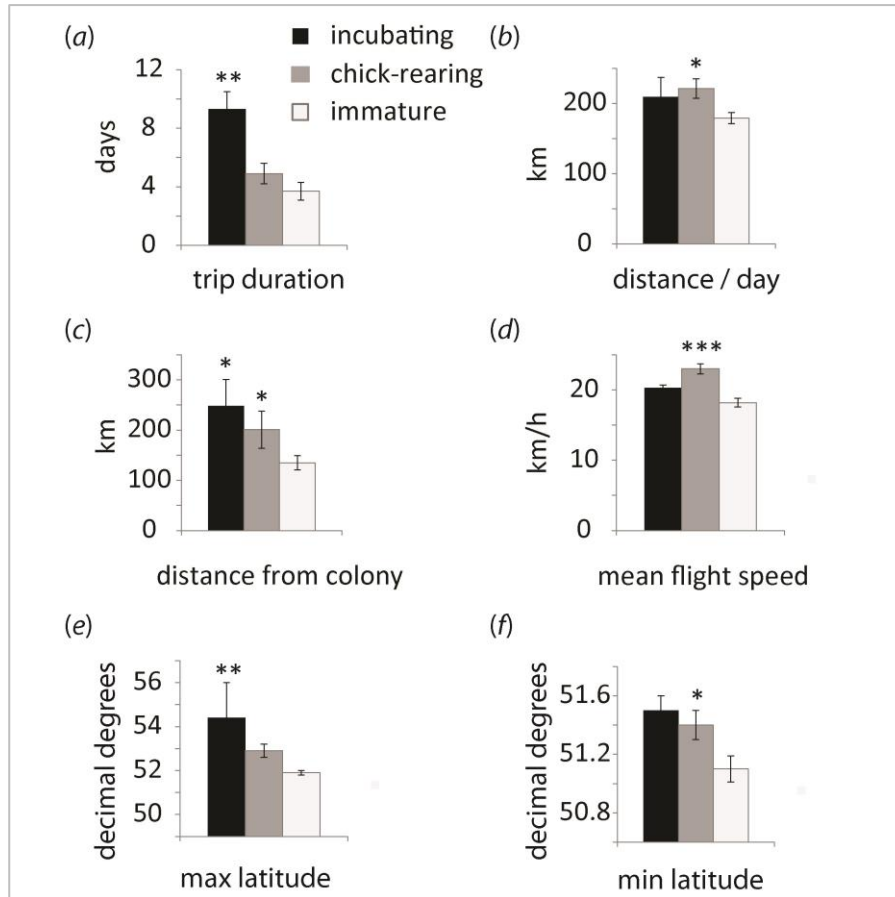 (a)
incubating
chick-rearing
immature
12
8
4
0
days
**
trip duration
(b)
200
100
0
km
*
distance / day
(c)
300
200
100
0
km
*
*
distance from colony
(d)
20
10
0
km/h
***
mean flight speed
(e)
56
54
52
50
decimal degrees
**
max latitude
(f)
51.6
51.2
50.8
decimal degrees
*
min latitude